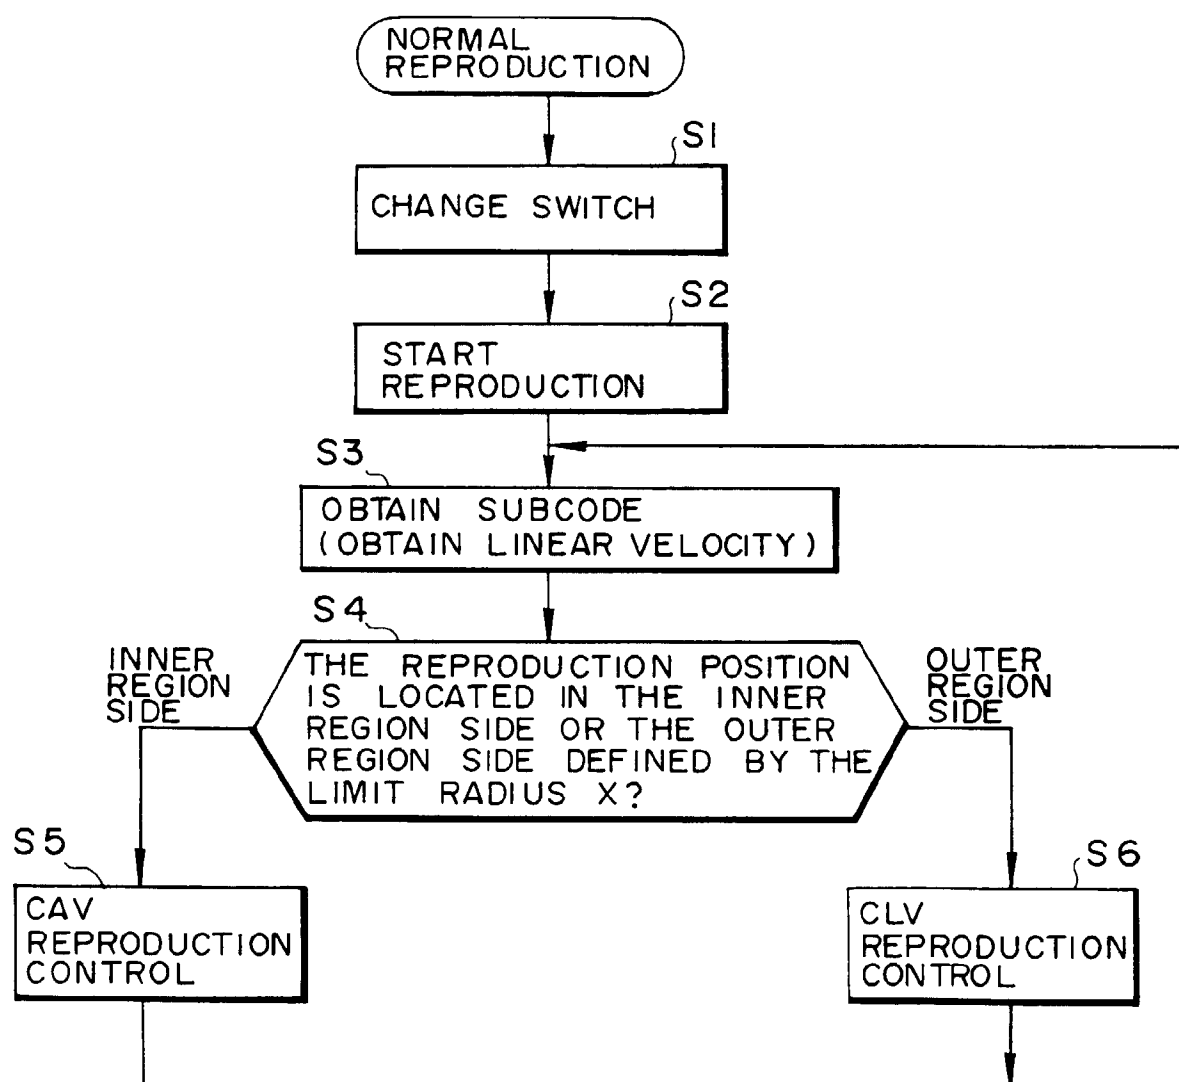 NORMAL
REPRODUCTION
S1
CHANGE SWITCH
S2
START
REPRODUCTION
S3
OBTAIN SUBCODE
(OBTAIN LINEAR VELOCITY)
S4
INNER
REGION
SIDE
THE REPRODUCTION POSITION
IS LOCATED IN THE INNER
REGION SIDE OR THE OUTER
REGION SIDE DEFINED BY THE
LIMIT RADIUS X?
OUTER
REGION
SIDE
S5
CAV
REPRODUCTION
CONTROL
S6
CLV
REPRODUCTION
CONTROL